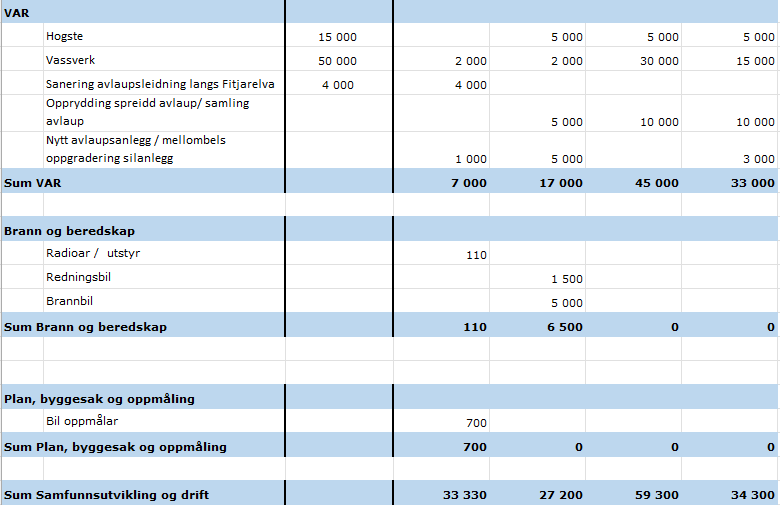 VAR
Hogste 15 000 5 000 5 000 5 000
Vassverk 50 000 2 000 2 000 30 000 15 000
Sanering avlaupsleidning langs Fitjarelva 4 000 4 000
Opprydding spreidd avlaup/ samling
avlaup 5 000 10 000 10 000
Nytt avlaupsanlegg / mellombels
oppgradering silanlegg 1 000 5 000 3 000
Sum VAR 7 000 17 000 45 000 33 000
Brann og beredskap
Radioar / utstyr 110
Redningsbil 1 500
Brannbil 5 000
Sum Brann og beredskap 110 6 500 0 0
Plan, byggesak og oppmåling
Bil oppmålar 700
Sum Plan, byggesak og oppmåling 700 0 0 0
Sum Samfunnsutvikling og drift 33 330 27 200 59 300 34 300